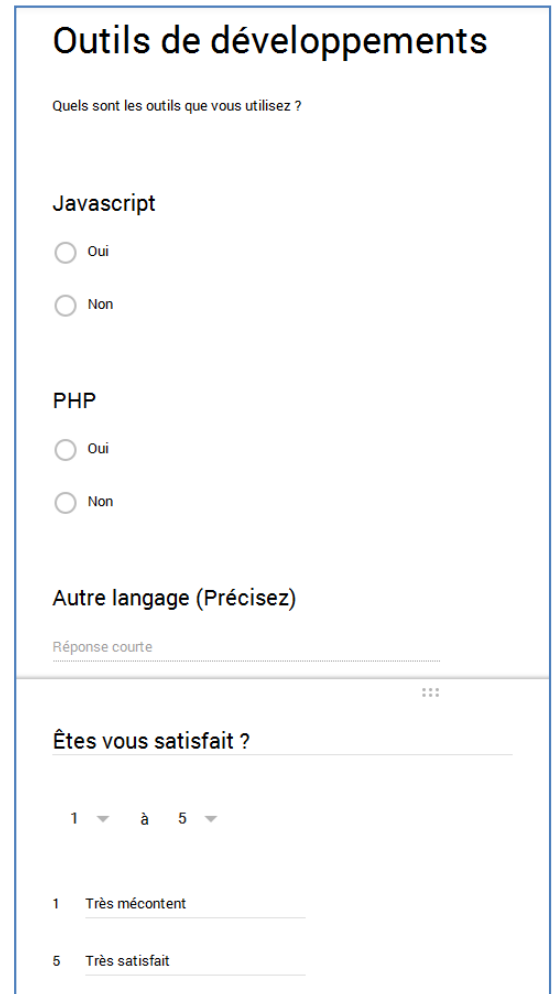 Outils de développements
Quels sont les outils que vous utilisez ?
Javascript
Oui
Non
PHP
Oui
Non
Autre langage (Précisez)
Réponse courte
Êtes vous satisfait ?
1 à 5
1 Très mécontent
5 Très satisfait